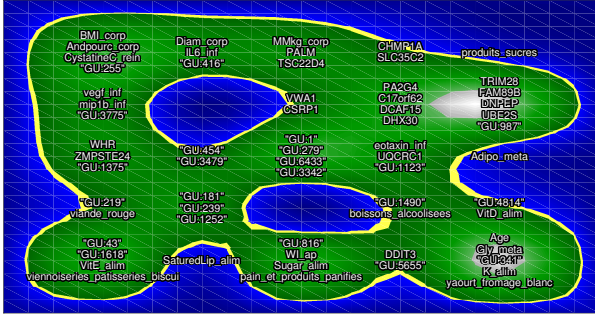 BMI_corp
Andpourc_corp
CystatineC_rein
"GU:255"
Diam_corp
IL6_inf
"GU:416"
MMkg_corp
PALM
TSC22D4
CHMP1A
SLC35C2
produits_sucres
vegf_inf
mip1b_inf
"GU:3775"
VWA1
CSRP1
PA2G4
C17orf62
DCAF15
DHX30
TRIM28
FAM89B
DNPEP
UBE2S
"GU:987"
WHR
ZMPSTE24
"GU:1375"
"GU:454"
"GU:3479"
"GU:1"
"GU:279"
"GU:6433"
"GU:3342"
eotaxin_inf
UQCRC1
"GU:1123"
Adipo_meta
"GU:219"
viande_rouge
"GU:181"
"GU:239"
"GU:1252"
"GU:1490"
boissons_alcoolisees
"GU:4814"
VitD_alim
"GU:43"
"GU:1618"
VitE_alim
viennoiseries_patisseries_biscui
SaturedLip_alim
"GU:816"
WI_ap
Sugar_alim
pain_et_produits_panifies
DDIT3
"GU:5655"
Age
Gly_meta
"GU:341"
K_alim
yaourt_fromage_blanc